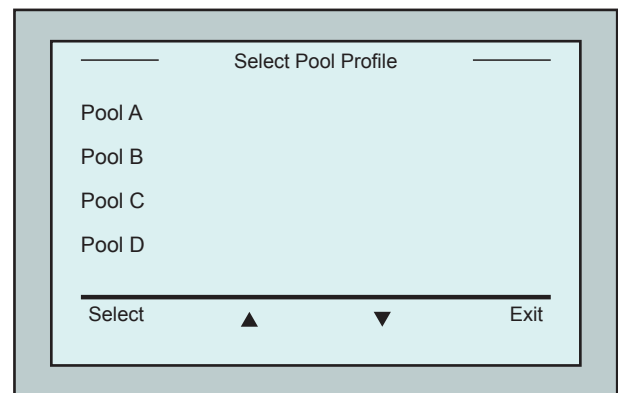 Select Pool Profile
Pool A
Pool B
Pool C
Pool D
Select ▲ ▼ Exit